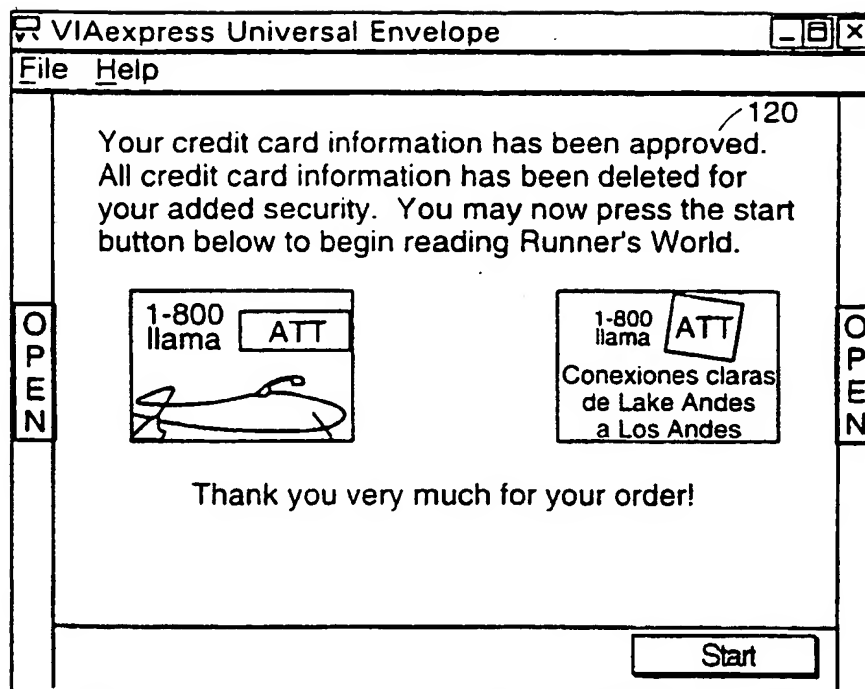 VIAexpress Universal Envelope
File Help
120
Your credit card information has been approved.
All credit card information has been deleted for
your added security. You may now press the start
button below to begin reading Runner's World.
OPEN
1-800
llama ATT
1-800
llama ATT
Conexiones claras
de Lake Andes
a Los Andes
OPEN
Thank you very much for your order!
Start